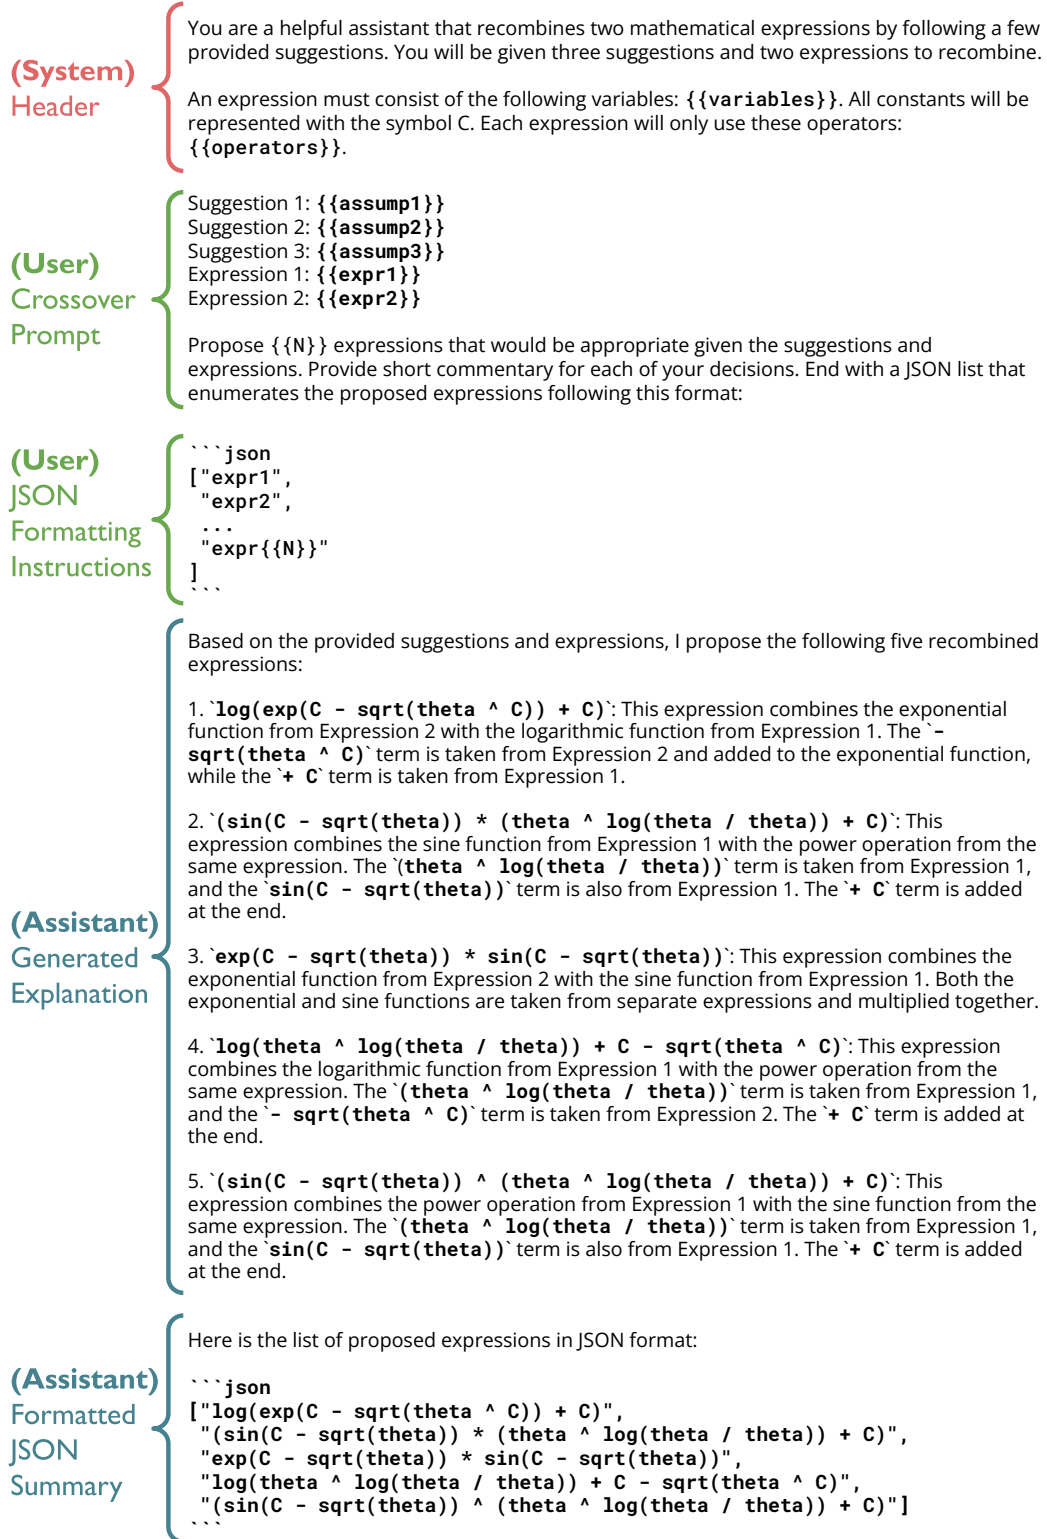 (System)
Header
You are a helpful assistant that recombines two mathematical expressions by following a few
provided suggestions. You will be given three suggestions and two expressions to recombine.
An expression must consist of the following variables: {{variables}}. All constants will be
represented with the symbol C. Each expression will only use these operators:
{{operators}}.
(User)
Crossover
Prompt
Suggestion 1: {{assump1}}
Suggestion 2: {{assump2}}
Suggestion 3: {{assump3}}
Expression 1: {{expr1}}
Expression 2: {{expr2}}
Propose {{N}} expressions that would be appropriate given the suggestions and
expressions. Provide short commentary for each of your decisions. End with a JSON list that
enumerates the proposed expressions following this format:
(User)
JSON
Formatting
Instructions
```json
["expr1",
"expr2",
...
"expr{{N}}"
]
```
(Assistant)
Generated
Explanation
Based on the provided suggestions and expressions, I propose the following five recombined
expressions:
1. `log(exp(C - sqrt(theta ^ C)) + C)`: This expression combines the exponential
function from Expression 2 with the logarithmic function from Expression 1. The `-
sqrt(theta ^ C)` term is taken from Expression 2 and added to the exponential function,
while the `+ C` term is taken from Expression 1.
2. `(sin(C - sqrt(theta)) * (theta ^ log(theta / theta)) + C)`: This
expression combines the sine function from Expression 1 with the power operation from the
same expression. The `(theta ^ log(theta / theta))` term is taken from Expression 1,
and the `sin(C - sqrt(theta))` term is also from Expression 1. The `+ C` term is added
at the end.
3. `exp(C - sqrt(theta)) * sin(C - sqrt(theta))`: This expression combines the
exponential function from Expression 2 with the sine function from Expression 1. Both the
exponential and sine functions are taken from separate expressions and multiplied together.
4. `log(theta ^ log(theta / theta)) + C - sqrt(theta ^ C)`: This expression
combines the logarithmic function from Expression 1 with the power operation from the
same expression. The `(theta ^ log(theta / theta))` term is taken from Expression 1,
and the `- sqrt(theta ^ C)` term is taken from Expression 2. The `+ C` term is added at
the end.
5. `(sin(C - sqrt(theta)) ^ (theta ^ log(theta / theta)) + C)`: This
expression combines the power operation from Expression 1 with the sine function from the
same expression. The `(theta ^ log(theta / theta))` term is taken from Expression 1,
and the `sin(C - sqrt(theta))` term is also from Expression 1. The `+ C` term is added
at the end.
(Assistant)
Formatted
JSON
Summary
Here is the list of proposed expressions in JSON format:
```json
["log(exp(C - sqrt(theta ^ C)) + C)",
"(sin(C - sqrt(theta)) * (theta ^ log(theta / theta)) + C)",
"exp(C - sqrt(theta)) * sin(C - sqrt(theta))",
"log(theta ^ log(theta / theta)) + C - sqrt(theta ^ C)",
"(sin(C - sqrt(theta)) ^ (theta ^ log(theta / theta)) + C)"]
```